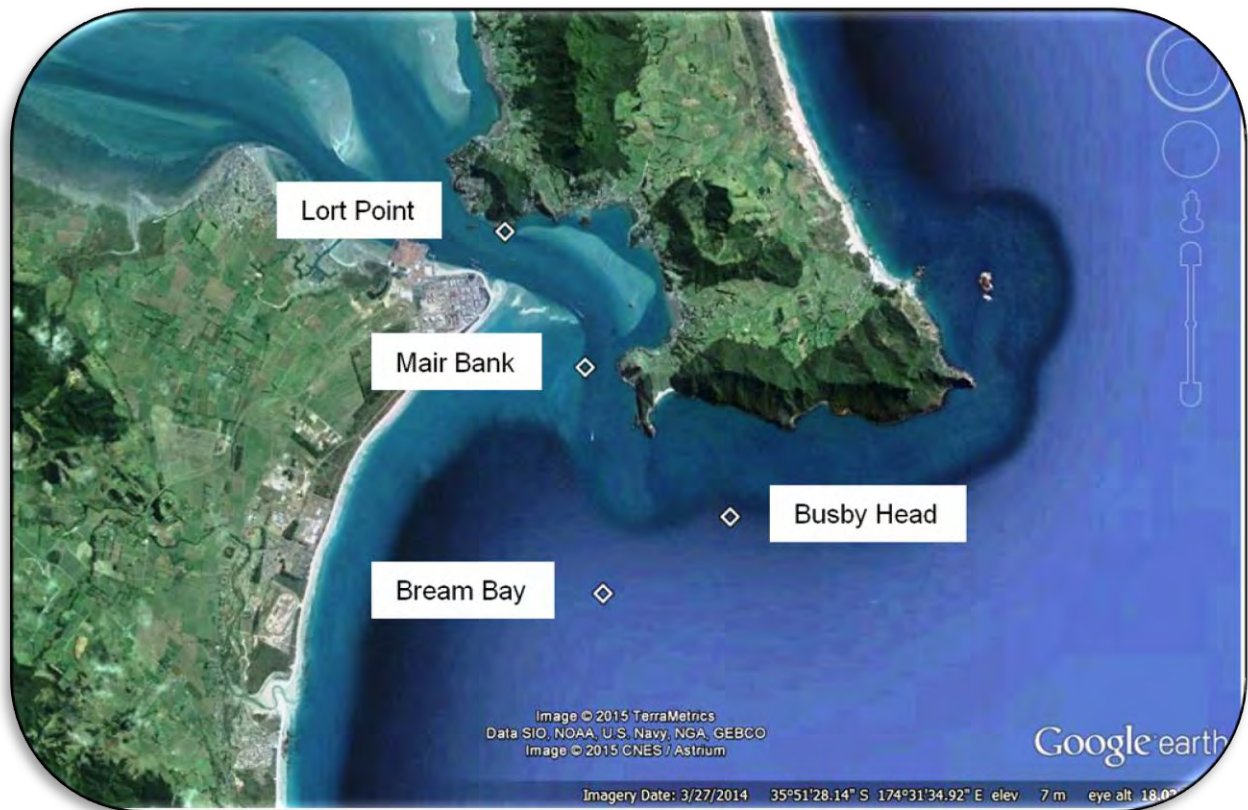 Lort Point
Mair Bank
Busby Head
Bream Bay
Image © 2015 TerraMetrics
Data SIO, NOAA, U.S. Navy, NGA, GEBCO
Image © 2015 CNES / Astrium
Google earth
Imagery Date: 3/27/2014 35°51'28.14" S 174°31'34.92" E elev 7 m eye alt